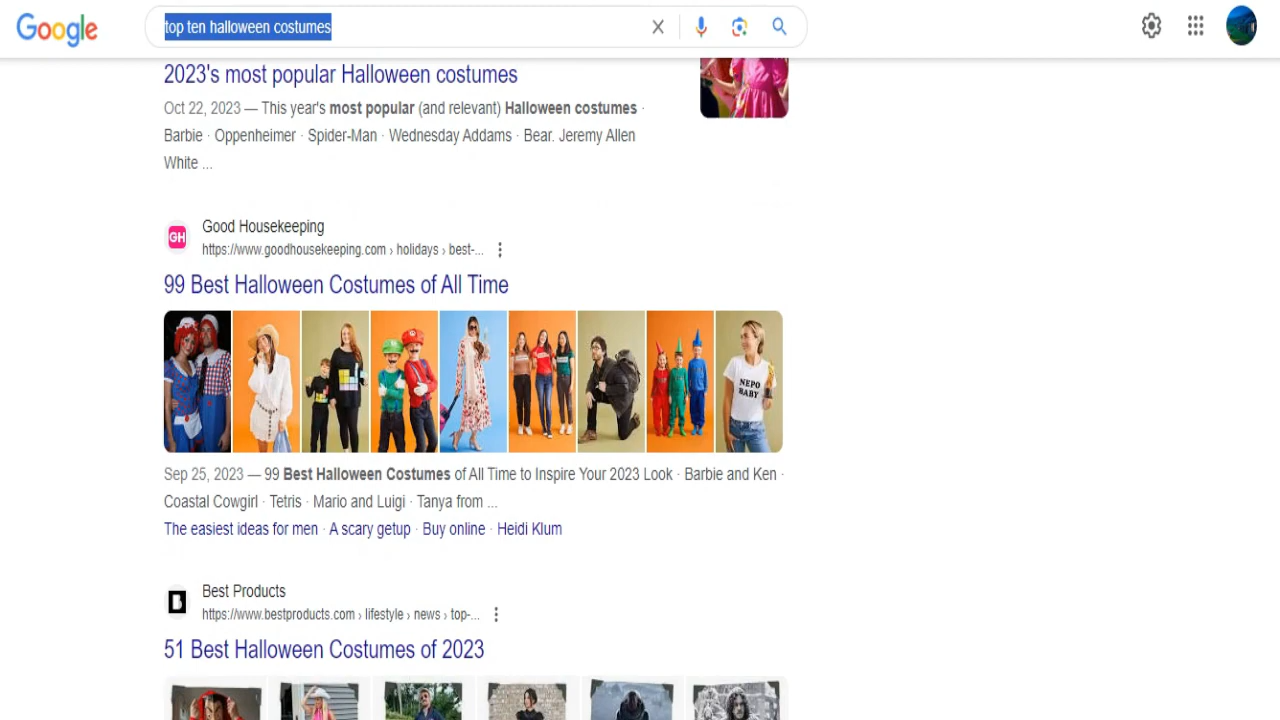 Google
top ten halloween costumes
2023's most popular Halloween costumes
Oct 22, 2023 — This year's most popular (and relevant) Halloween costumes ·
Barbie · Oppenheimer · Spider-Man · Wednesday Addams · Bear. Jeremy Allen
White ...
GH
Good Housekeeping
https://www.goodhousekeeping.com › holidays › best-...
99 Best Halloween Costumes of All Time
NEPO
BABY
Sep 25, 2023 — 99 Best Halloween Costumes of All Time to Inspire Your 2023 Look · Barbie and Ken ·
Coastal Cowgirl · Tetris · Mario and Luigi · Tanya from ...
The easiest ideas for men · A scary getup · Buy online · Heidi Klum
B
Best Products
https://www.bestproducts.com › lifestyle › news › top-...
51 Best Halloween Costumes of 2023